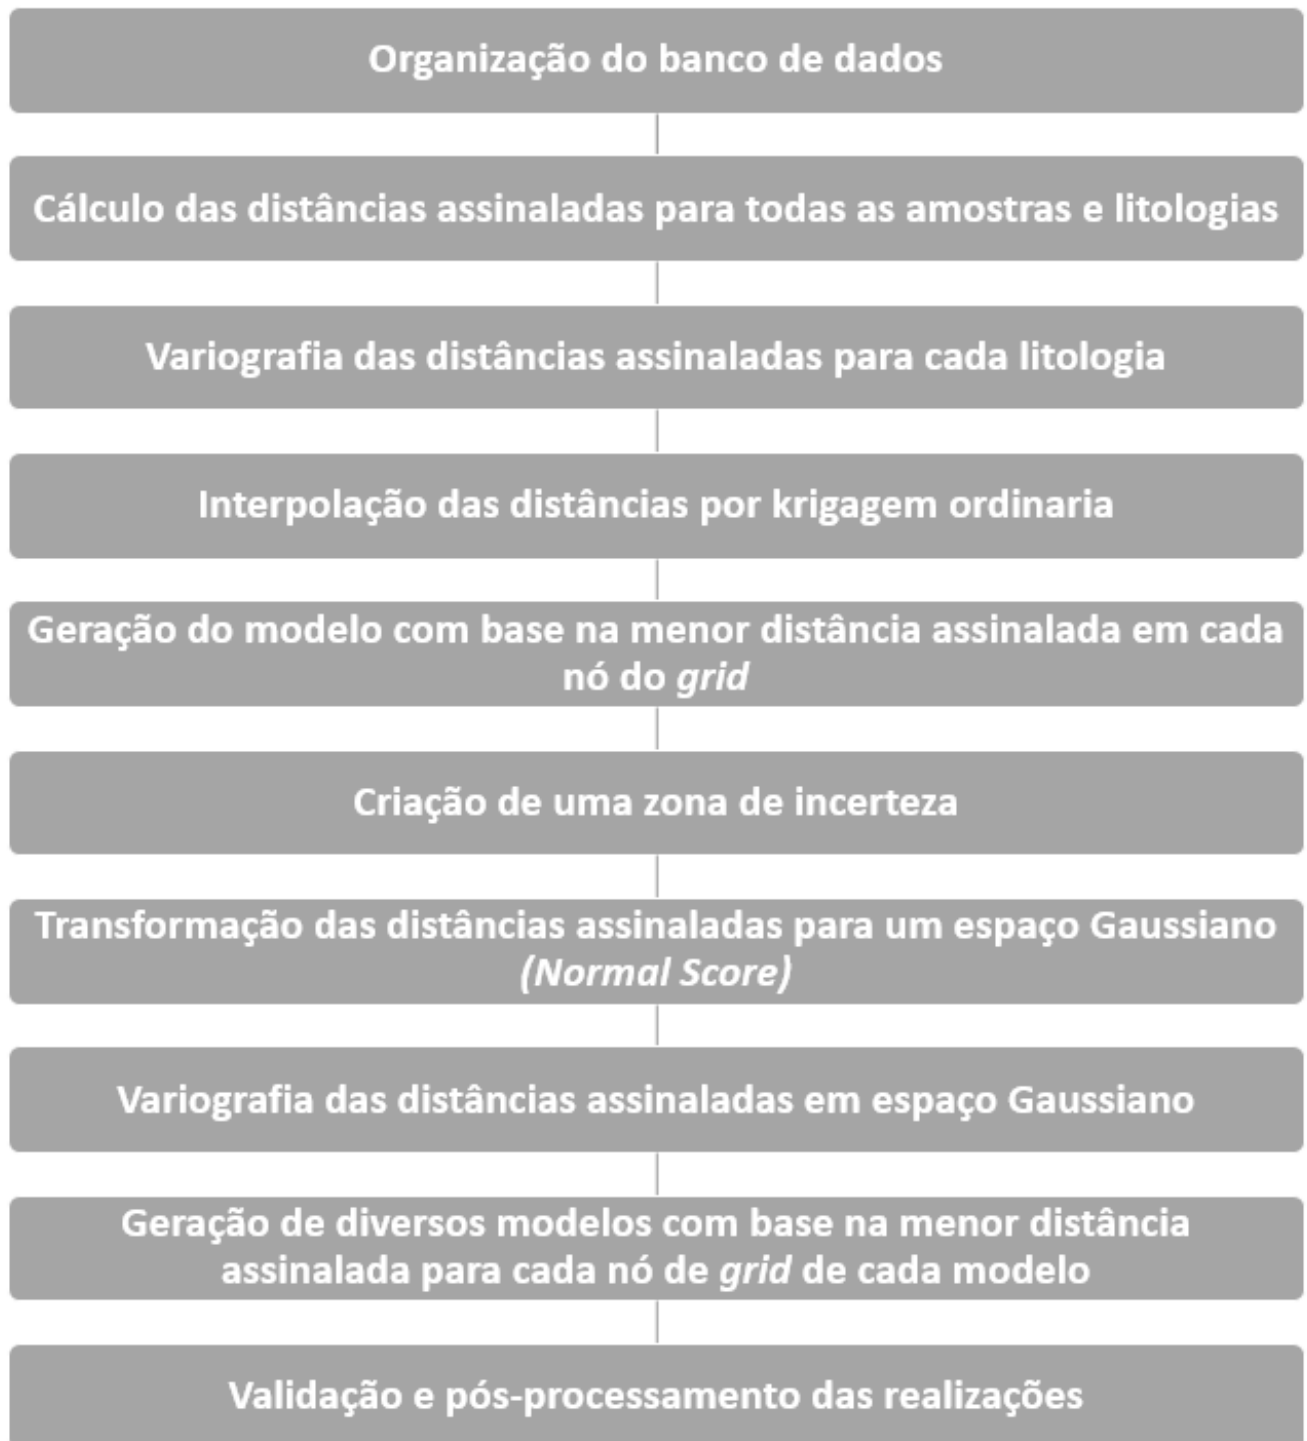 Organização do banco de dados
Cálculo das distâncias assinaladas para todas as amostras e litologias
Variografia das distâncias assinaladas para cada litologia
Interpolação das distâncias por krigagem ordinaria
Geração do modelo com base na menor distância assinalada em cada
nó do grid
Criação de uma zona de incerteza
Transformação das distâncias assinaladas para um espaço Gaussiano
(Normal Score)
Variografia das distâncias assinaladas em espaço Gaussiano
Geração de diversos modelos com base na menor distância
assinalada para cada nó de grid de cada modelo
Validação e pós-processamento das realizações